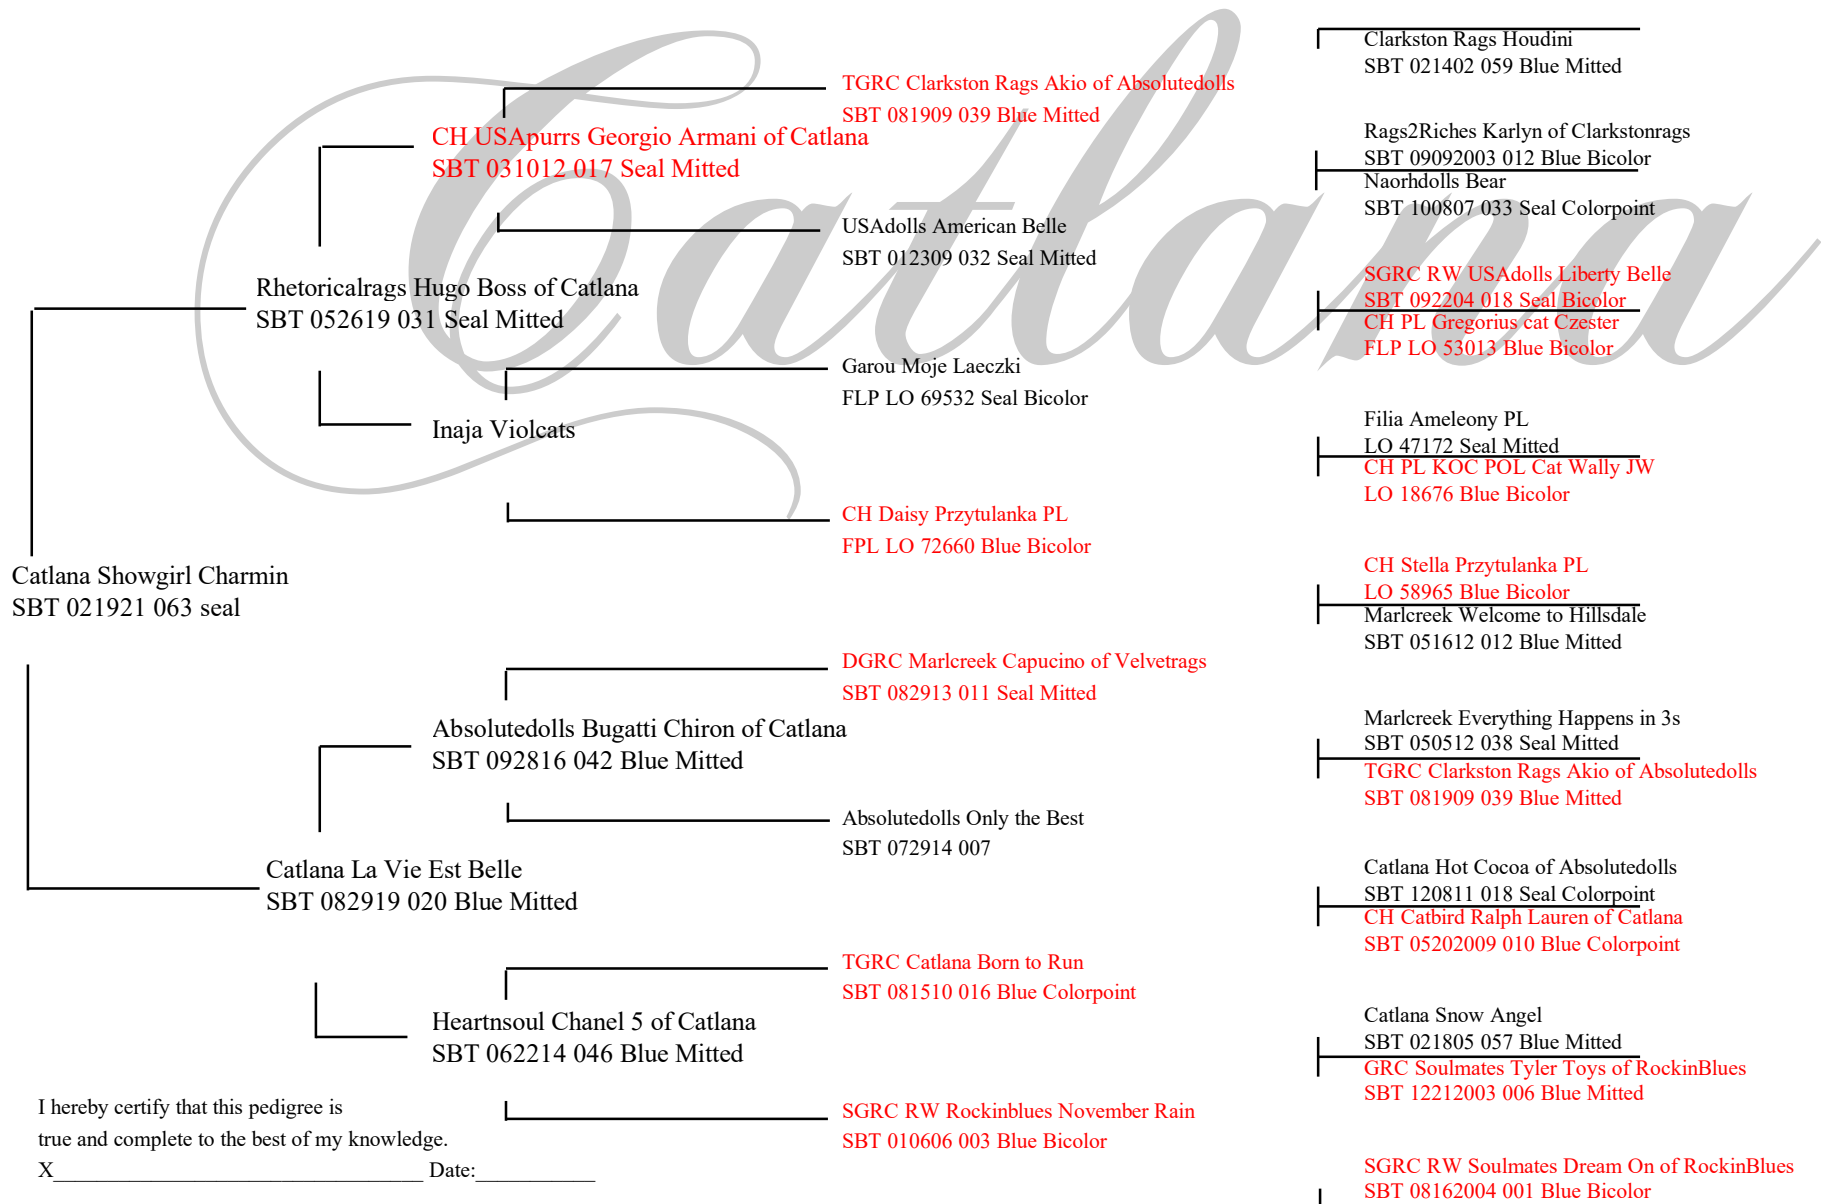 Catlana
Catlana Showgirl Charmin
SBT 021921 063 seal
Rhetoricalrags Hugo Boss of Catlana
SBT 052619 031 Seal Mitted
Catlana La Vie Est Belle
SBT 082919 020 Blue Mitted
CH USApurrs Georgio Armani of Catlana
SBT 031012 017 Seal Mitted
Inaja Violcats
Absolutedolls Bugatti Chiron of Catlana
SBT 092816 042 Blue Mitted
Heartnsoul Chanel 5 of Catlana
SBT 062214 046 Blue Mitted
TGRC Clarkston Rags Akio of Absolutedolls
SBT 081909 039 Blue Mitted
USAdolls American Belle
SBT 012309 032 Seal Mitted
Garou Moje Laeczki
FLP LO 69532 Seal Bicolor
CH Daisy Przytulanka PL
FPL LO 72660 Blue Bicolor
DGRC Marlcreek Capucino of Velvetrags
SBT 082913 011 Seal Mitted
Absolutedolls Only the Best
SBT 072914 007
TGRC Catlana Born to Run
SBT 081510 016 Blue Colorpoint
SGRC RW Rockinblues November Rain
SBT 010606 003 Blue Bicolor
Clarkston Rags Houdini
SBT 021402 059 Blue Mitted
Rags2Riches Karlyn of Clarkstonrags
SBT 09092003 012 Blue Bicolor
Naorhdolls Bear
SBT 100807 033 Seal Colorpoint
SGRC RW USAdolls Liberty Belle
SBT 092204 018 Seal Bicolor
CH PL Gregorius cat Czester
FLP LO 53013 Blue Bicolor
Filia Ameleony PL
LO 47172 Seal Mitted
CH PL KOC POL Cat Wally JW
LO 18676 Blue Bicolor
CH Stella Przytulanka PL
LO 58965 Blue Bicolor
Marlcreek Welcome to Hillsdale
SBT 051612 012 Blue Mitted
Marlcreek Everything Happens in 3s
SBT 050512 038 Seal Mitted
TGRC Clarkston Rags Akio of Absolutedolls
SBT 081909 039 Blue Mitted
Catlana Hot Cocoa of Absolutedolls
SBT 120811 018 Seal Colorpoint
CH Catbird Ralph Lauren of Catlana
SBT 05202009 010 Blue Colorpoint
Catlana Snow Angel
SBT 021805 057 Blue Mitted
GRC Soulmates Tyler Toys of RockinBlues
SBT 12212003 006 Blue Mitted
SGRC RW Soulmates Dream On of RockinBlues
SBT 08162004 001 Blue Bicolor
I hereby certify that this pedigree is
true and complete to the best of my knowledge.
X__________________________________ Date:___________